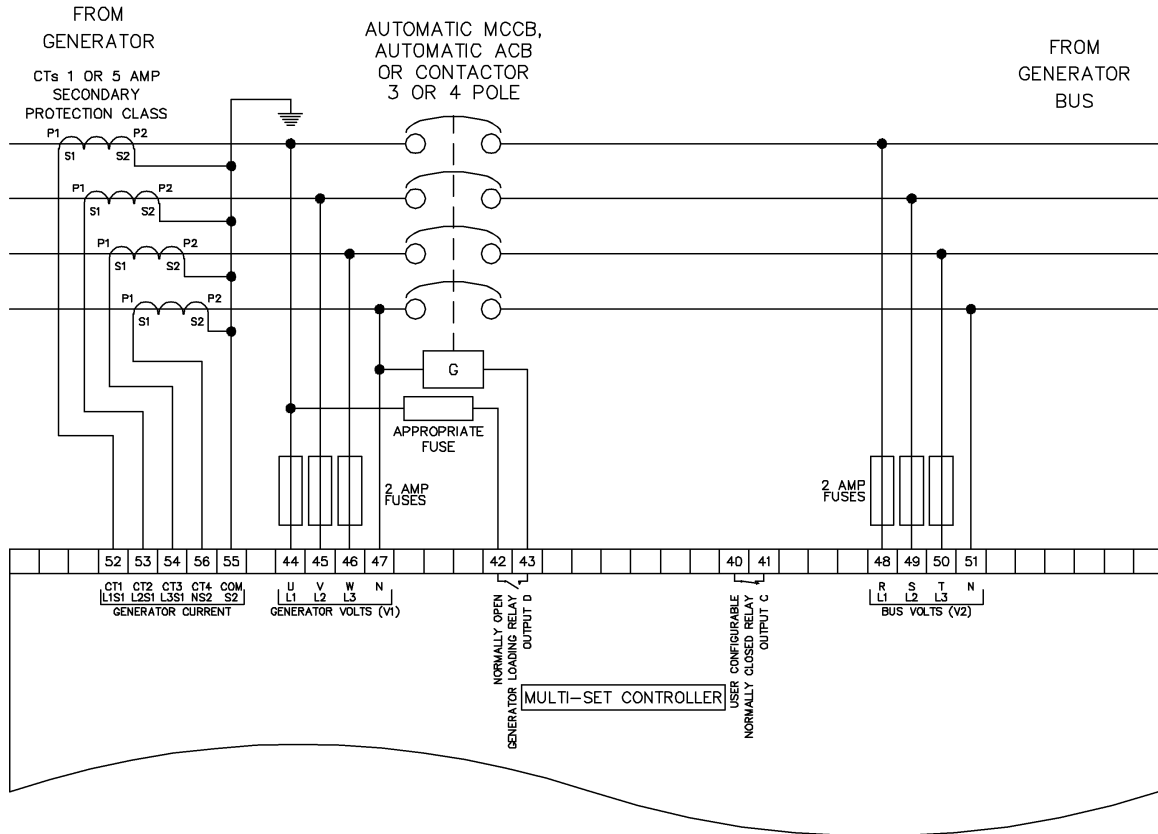 FROM
GENERATOR
CTs 1 OR 5 AMP
SECONDARY
PROTECTION CLASS
AUTOMATIC MCCB,
AUTOMATIC ACB
OR CONTACTOR
3 OR 4 POLE
FROM
GENERATOR
BUS
P1 P2
S1 S2
P1 P2
S1 S2
P1 P2
S1 S2
P1 P2
S1 S2
G
APPROPRIATE
FUSE
2 AMP
FUSES
2 AMP
FUSES
52 53 54 56 55 44 45 46 47 42 43 40 41 48 49 50 51
CT1 CT2 CT3 CT4 COM
L1S1 L2S1 L3S1 NS2 S2
GENERATOR CURRENT
U V W N
L1 L2 L3
GENERATOR VOLTS (V1)
NORMALLY OPEN
GENERATOR LOADING RELAY
OUTPUT D
MULTI-SET CONTROLLER
USER CONFIGURABLE
NORMALLY CLOSED RELAY
OUTPUT C
R S T N
L1 L2 L3
BUS VOLTS (V2)